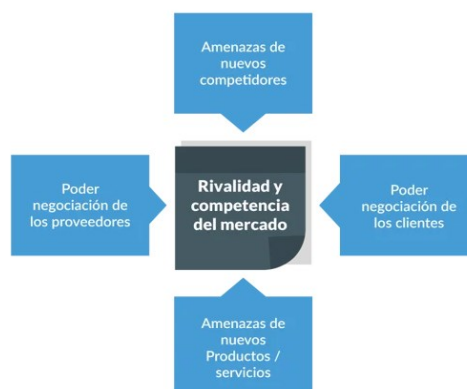 Amenazas de
nuevos
competidores
Poder
negociación de
los proveedores
Rivalidad y
competencia
del mercado
Poder
negociación de
los clientes
Amenazas de
nuevos
Productos /
servicios